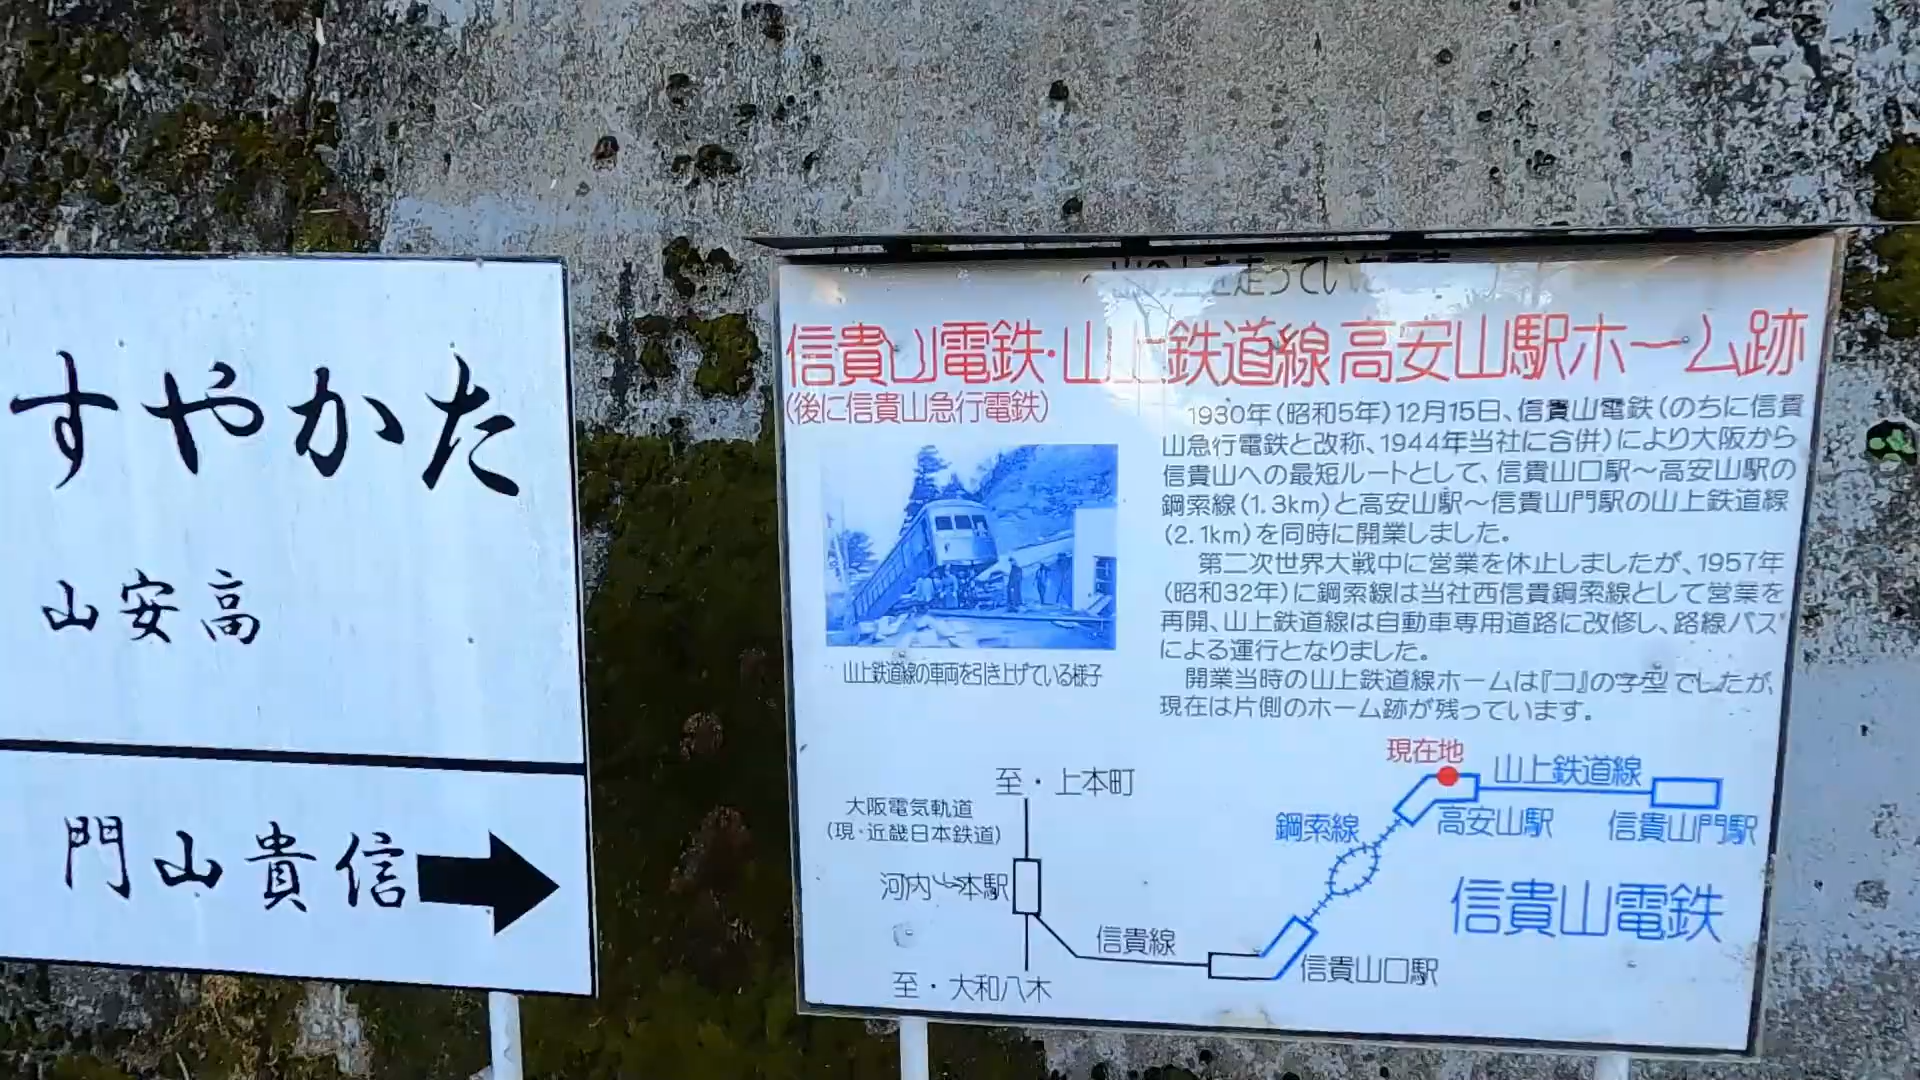 すやかた
山安高
門山貴信
山の上を走っていた電車
信貴山電鉄・山上鉄道線 高安山駅ホーム跡
(後に信貴山急行電鉄)
1930年(昭和5年)12月15日、信貴山電鉄(のちに信貴
山急行電鉄と改称、1944年当社に合併)により大阪から
信貴山への最短ルートとして、信貴山口駅～高安山駅の
鋼索線(1.3km)と高安山駅～信貴山門駅の山上鉄道線
(2.1km)を同時に開業しました。
第二次世界大戦中に営業を休止しましたが、1957年
(昭和32年)に鋼索線は当社西信貴鋼索線として営業を
再開、山上鉄道線は自動車専用道路に改修し、路線バス
による運行となりました。
開業当時の山上鉄道線ホームは『コ』の字型でしたが、
現在は片側のホーム跡が残っています。
山上鉄道線の車両を引き上げている様子
至・上本町
大阪電気軌道
(現・近畿日本鉄道)
河内山本駅
信貴線
至・大和八木
信貴山口駅
鋼索線
現在地
高安山駅
山上鉄道線
信貴山門駅
信貴山電鉄